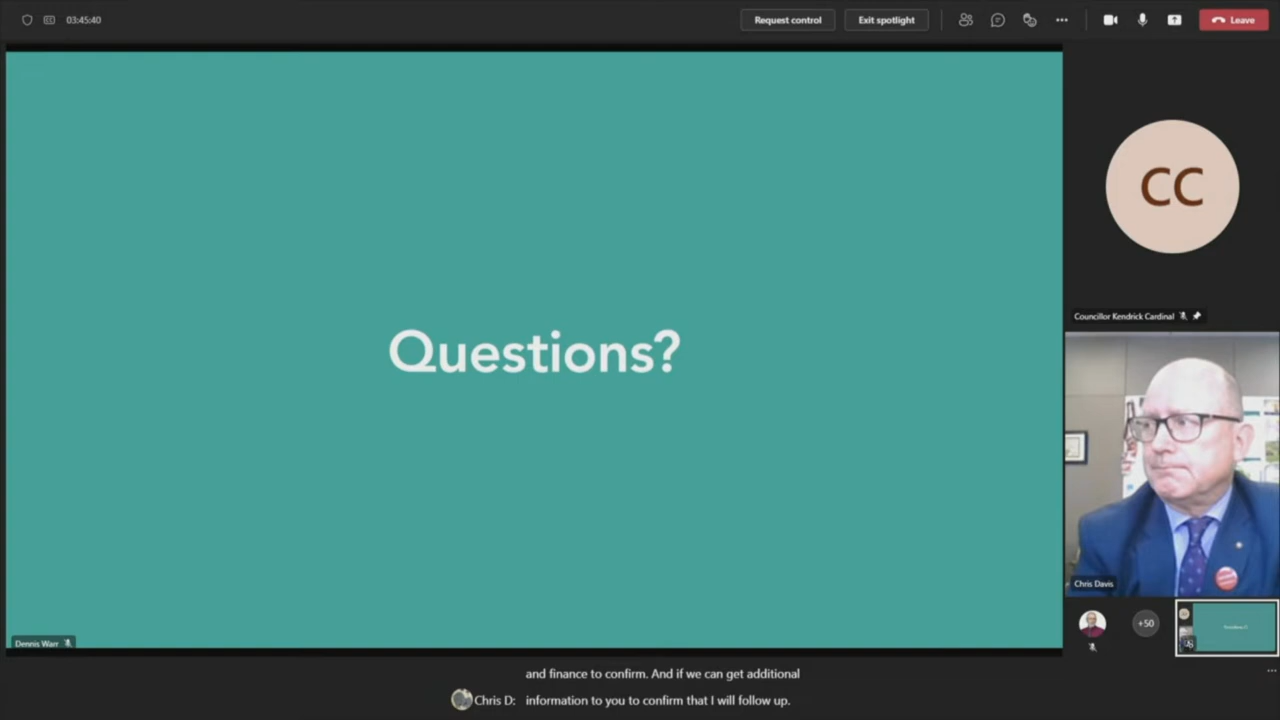 03:45:40
Request control
Exit spotlight
Leave
Questions?
CC
Councillor Kendrick Cardinal
Chris Davis
+50
Dennis Warr
and finance to confirm. And if we can get additional
Chris D: information to you to confirm that I will follow up.